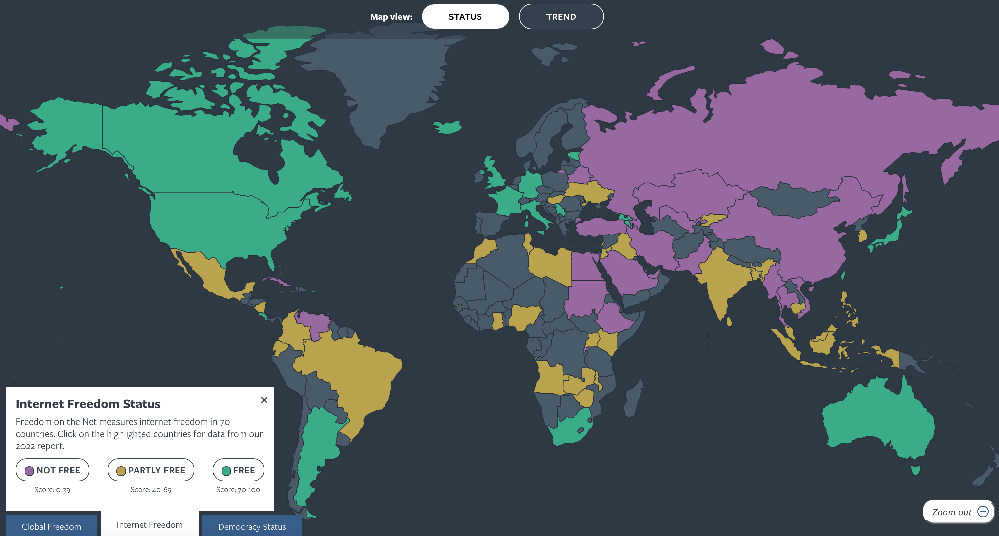 Map view:
STATUS
TREND
Internet Freedom Status
×
Freedom on the Net measures internet freedom in 70
countries. Click on the highlighted countries for data from our
2022 report.
NOT FREE
PARTLY FREE
FREE
Score: 0-39
Score: 40-69
Score: 70-100
Global Freedom
Internet Freedom
Democracy Status
Zoom out